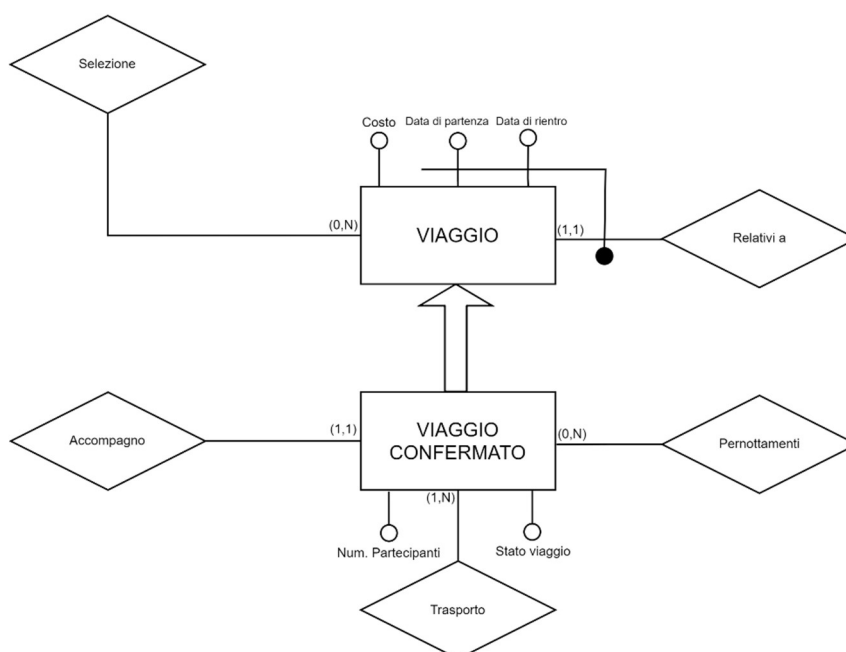 Selezione
Costo
Data di partenza
Data di rientro
(0,N)
VIAGGIO
(1,1)
Relativi a
Accompagno
(1,1)
VIAGGIO
CONFERMATO
(0,N)
Pernottamenti
(1,N)
Num. Partecipanti
Stato viaggio
Trasporto